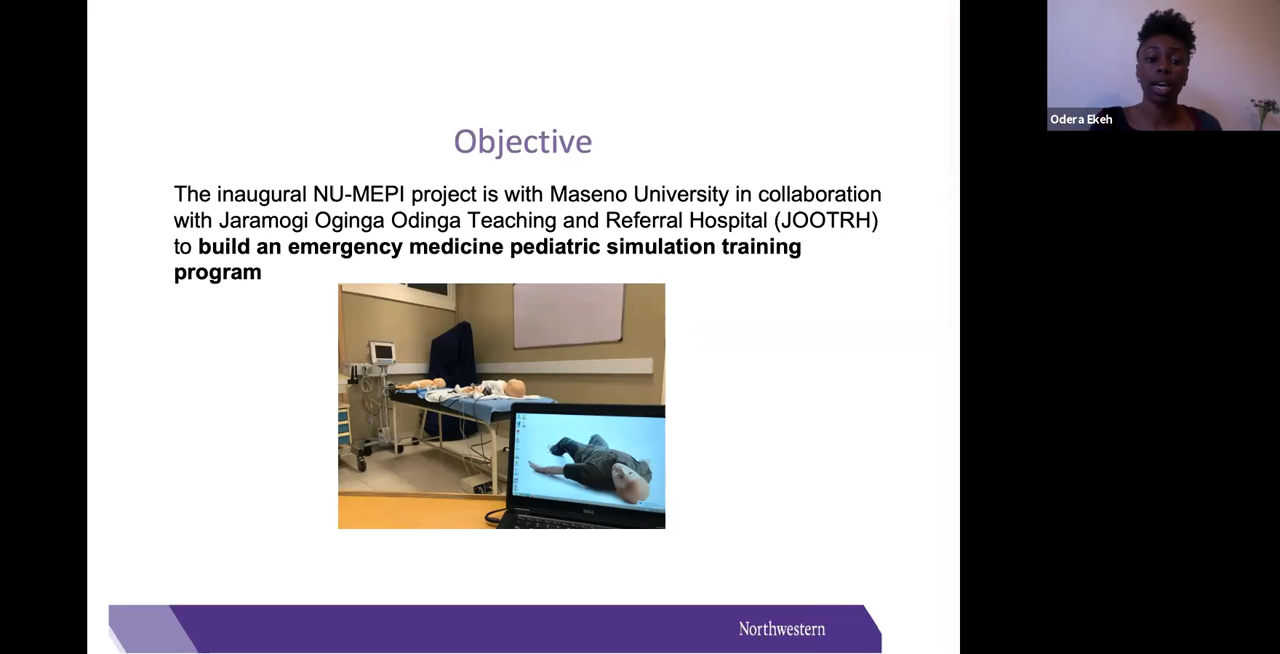 Objective
The inaugural NU-MEPI project is with Maseno University in collaboration
with Jaramogi Oginga Odinga Teaching and Referral Hospital (JOOTRH)
to build an emergency medicine pediatric simulation training
program
DELL
Northwestern
Odera Ekeh